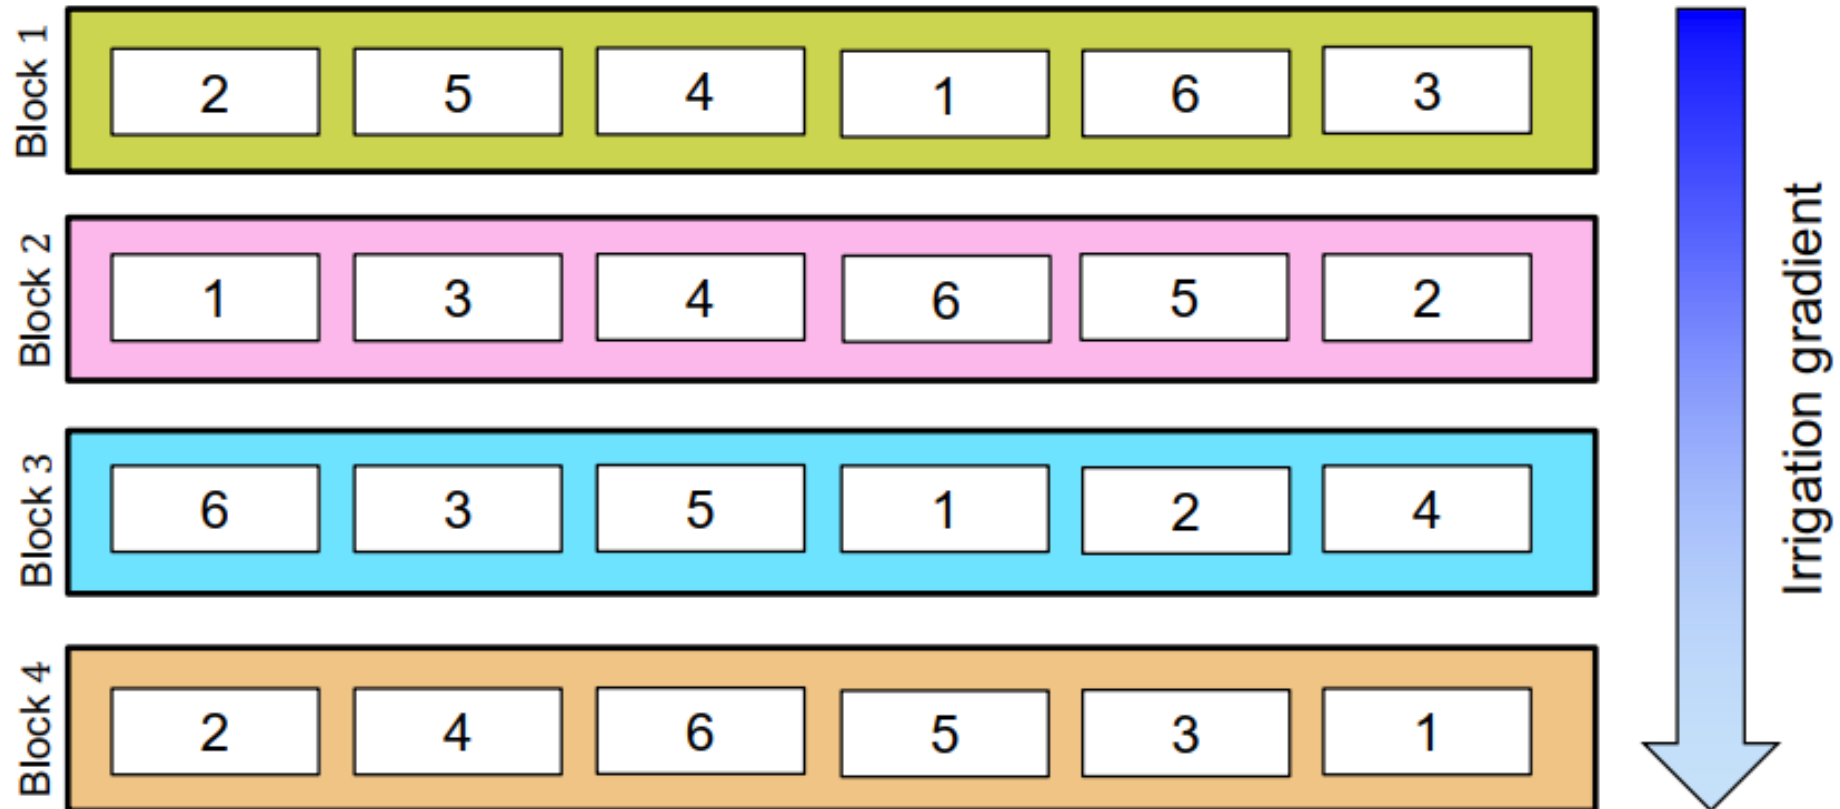 Block 1
2 5 4 1 6 3
Block 2
1 3 4 6 5 2
Block 3
6 3 5 1 2 4
Block 4
2 4 6 5 3 1
Irrigation gradient